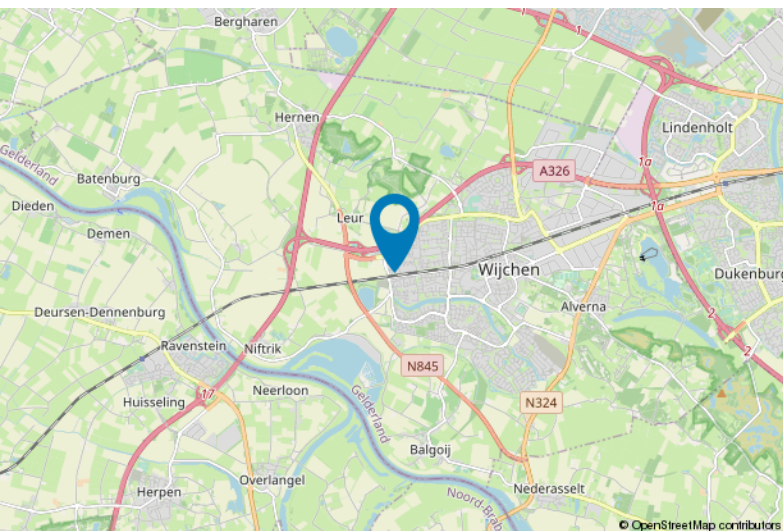 Bergharen
Hernen
Lindenholt
1a
A326
Gelderland
Batenburg
1a
Dieden
Leur
Demen
Wijchen
Dukenburg
Alverna
Deursen-Dennenburg
2
Ravenstein
Niftrik
2
N845
Neerloon
17
Huisseling
Gelderland
N324
Balgoij
Overlangel
Nederasselt
Herpen
Noord-Brab
© OpenStreetMap contributors